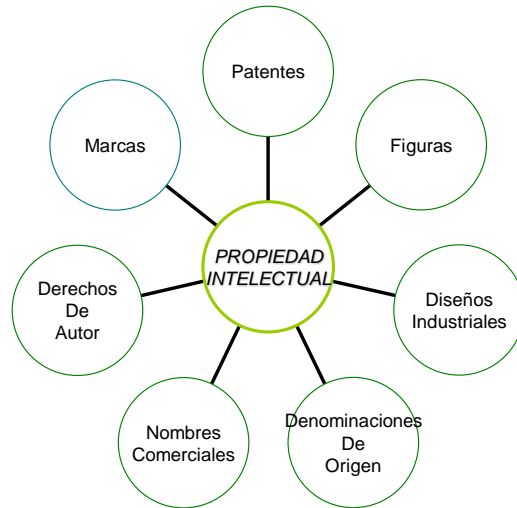 Patentes
Marcas
Figuras
PROPIEDAD
INTELECTUAL
Derechos
De
Autor
Diseños
Industriales
Nombres
Comerciales
Denominaciones
De
Origen